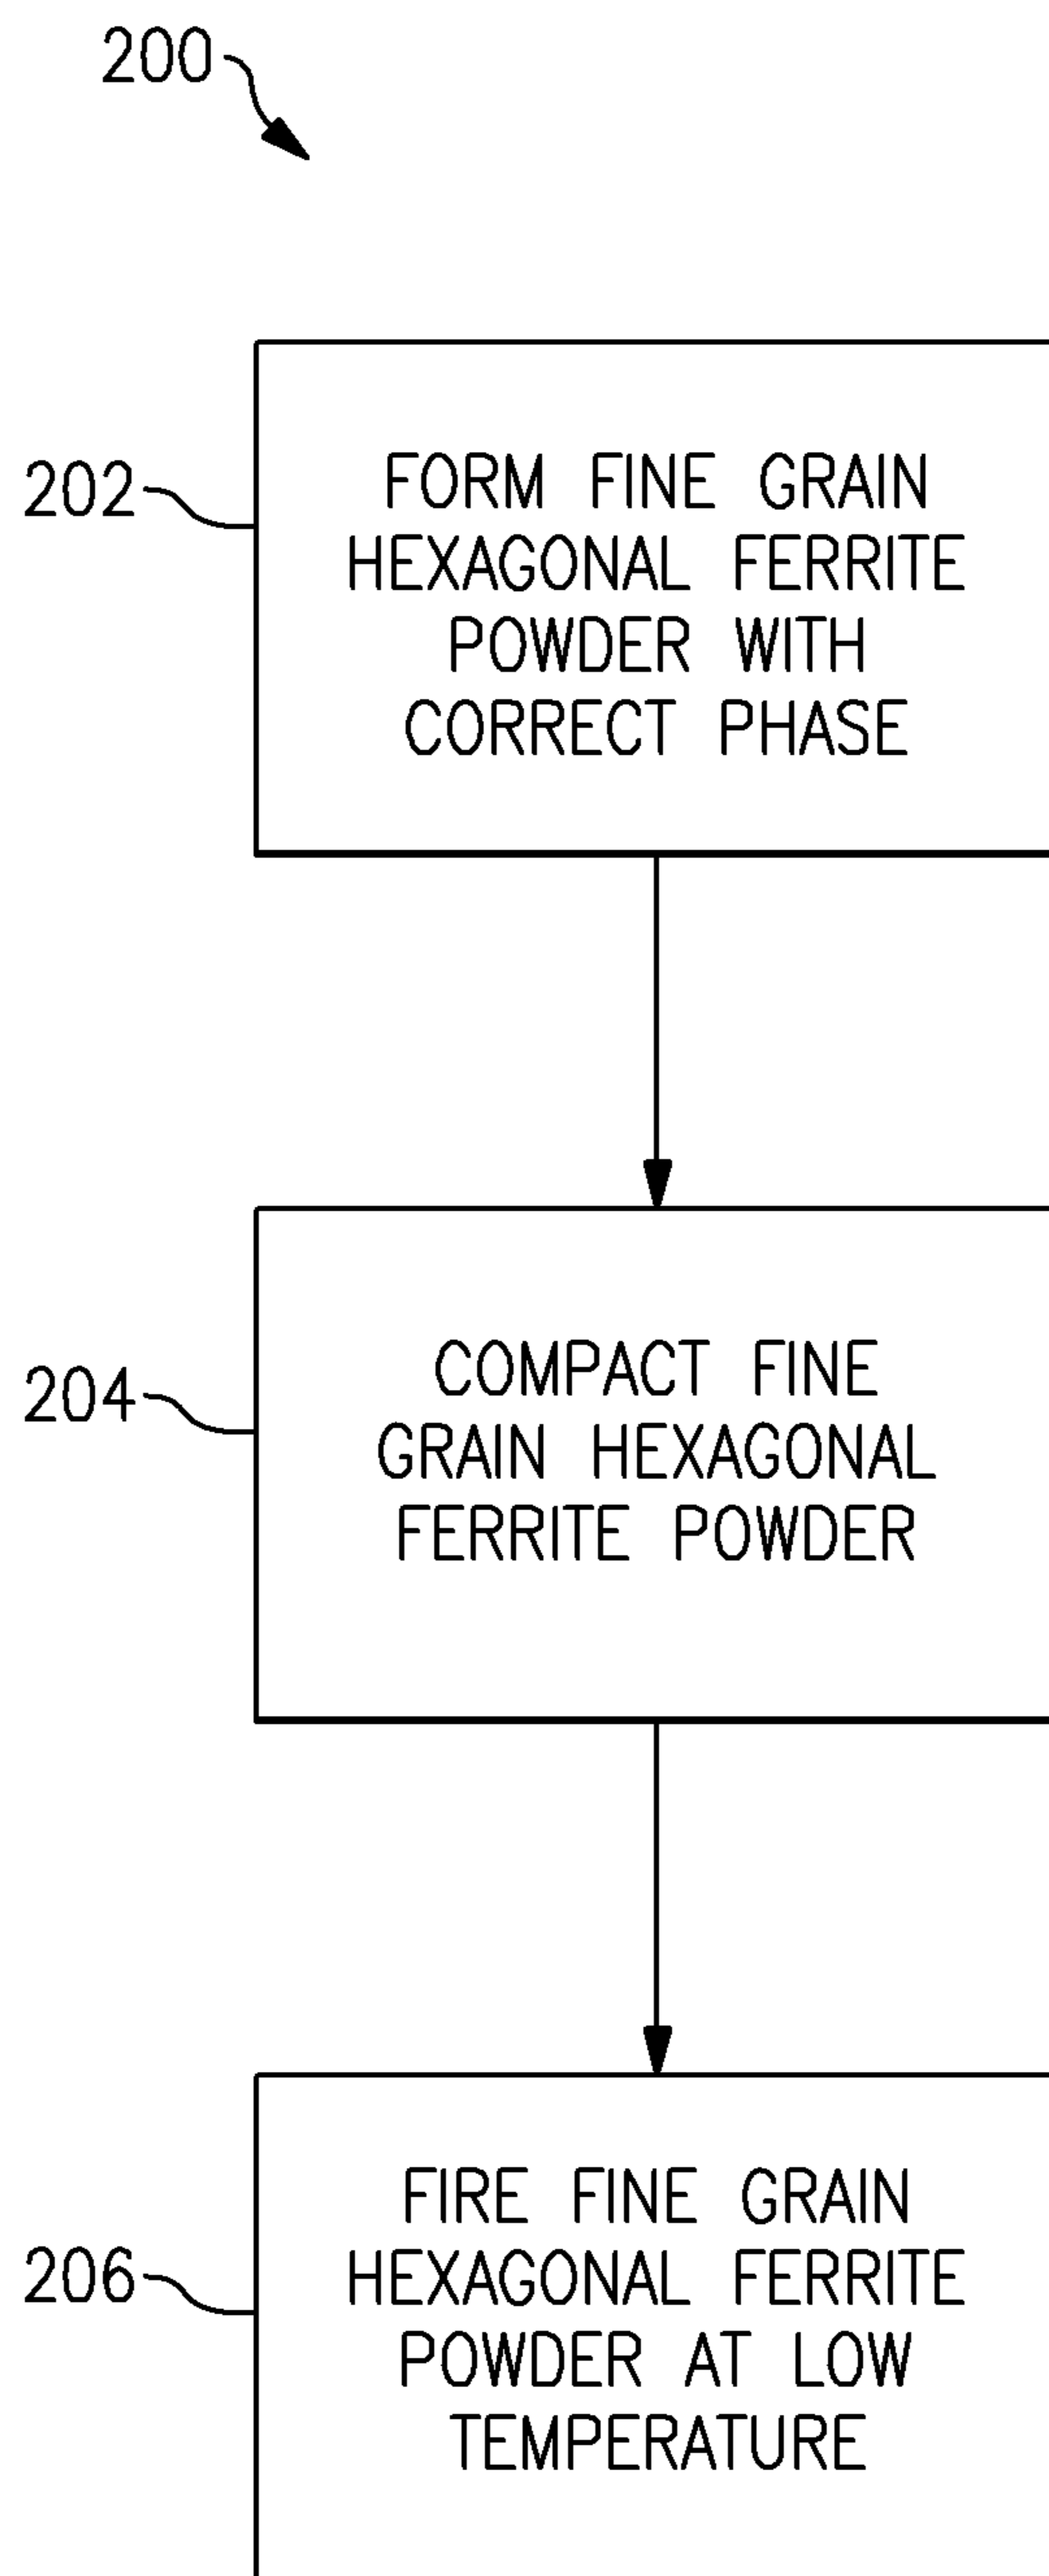 200
202
FORM FINE GRAIN
HEXAGONAL FERRITE
POWDER WITH
CORRECT PHASE
204
COMPACT FINE
GRAIN HEXAGONAL
FERRITE POWDER
206
FIRE FINE GRAIN
HEXAGONAL FERRITE
POWDER AT LOW
TEMPERATURE